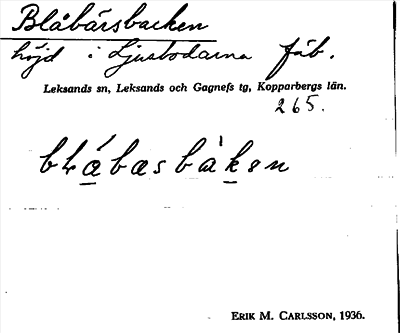 Blåbärsbacken
höjd i Ljusbodarna fäb.
Leksands sn, Leksands och Gagnefs tg, Kopparbergs län.
265.
ERIK M. CARLSSON, 1936.